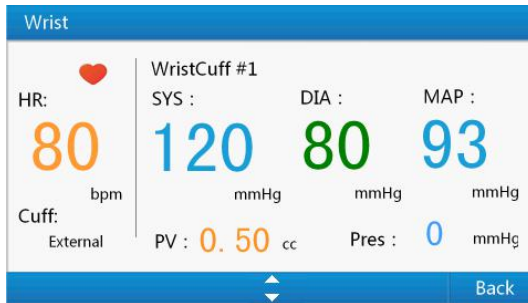 Wrist
WristCuff #1
HR:
SYS :
DIA :
MAP :
80
120
80
93
bpm
mmHg
mmHg
mmHg
Cuff:
External
PV : 0.50 cc
Pres : 0 mmHg
Back